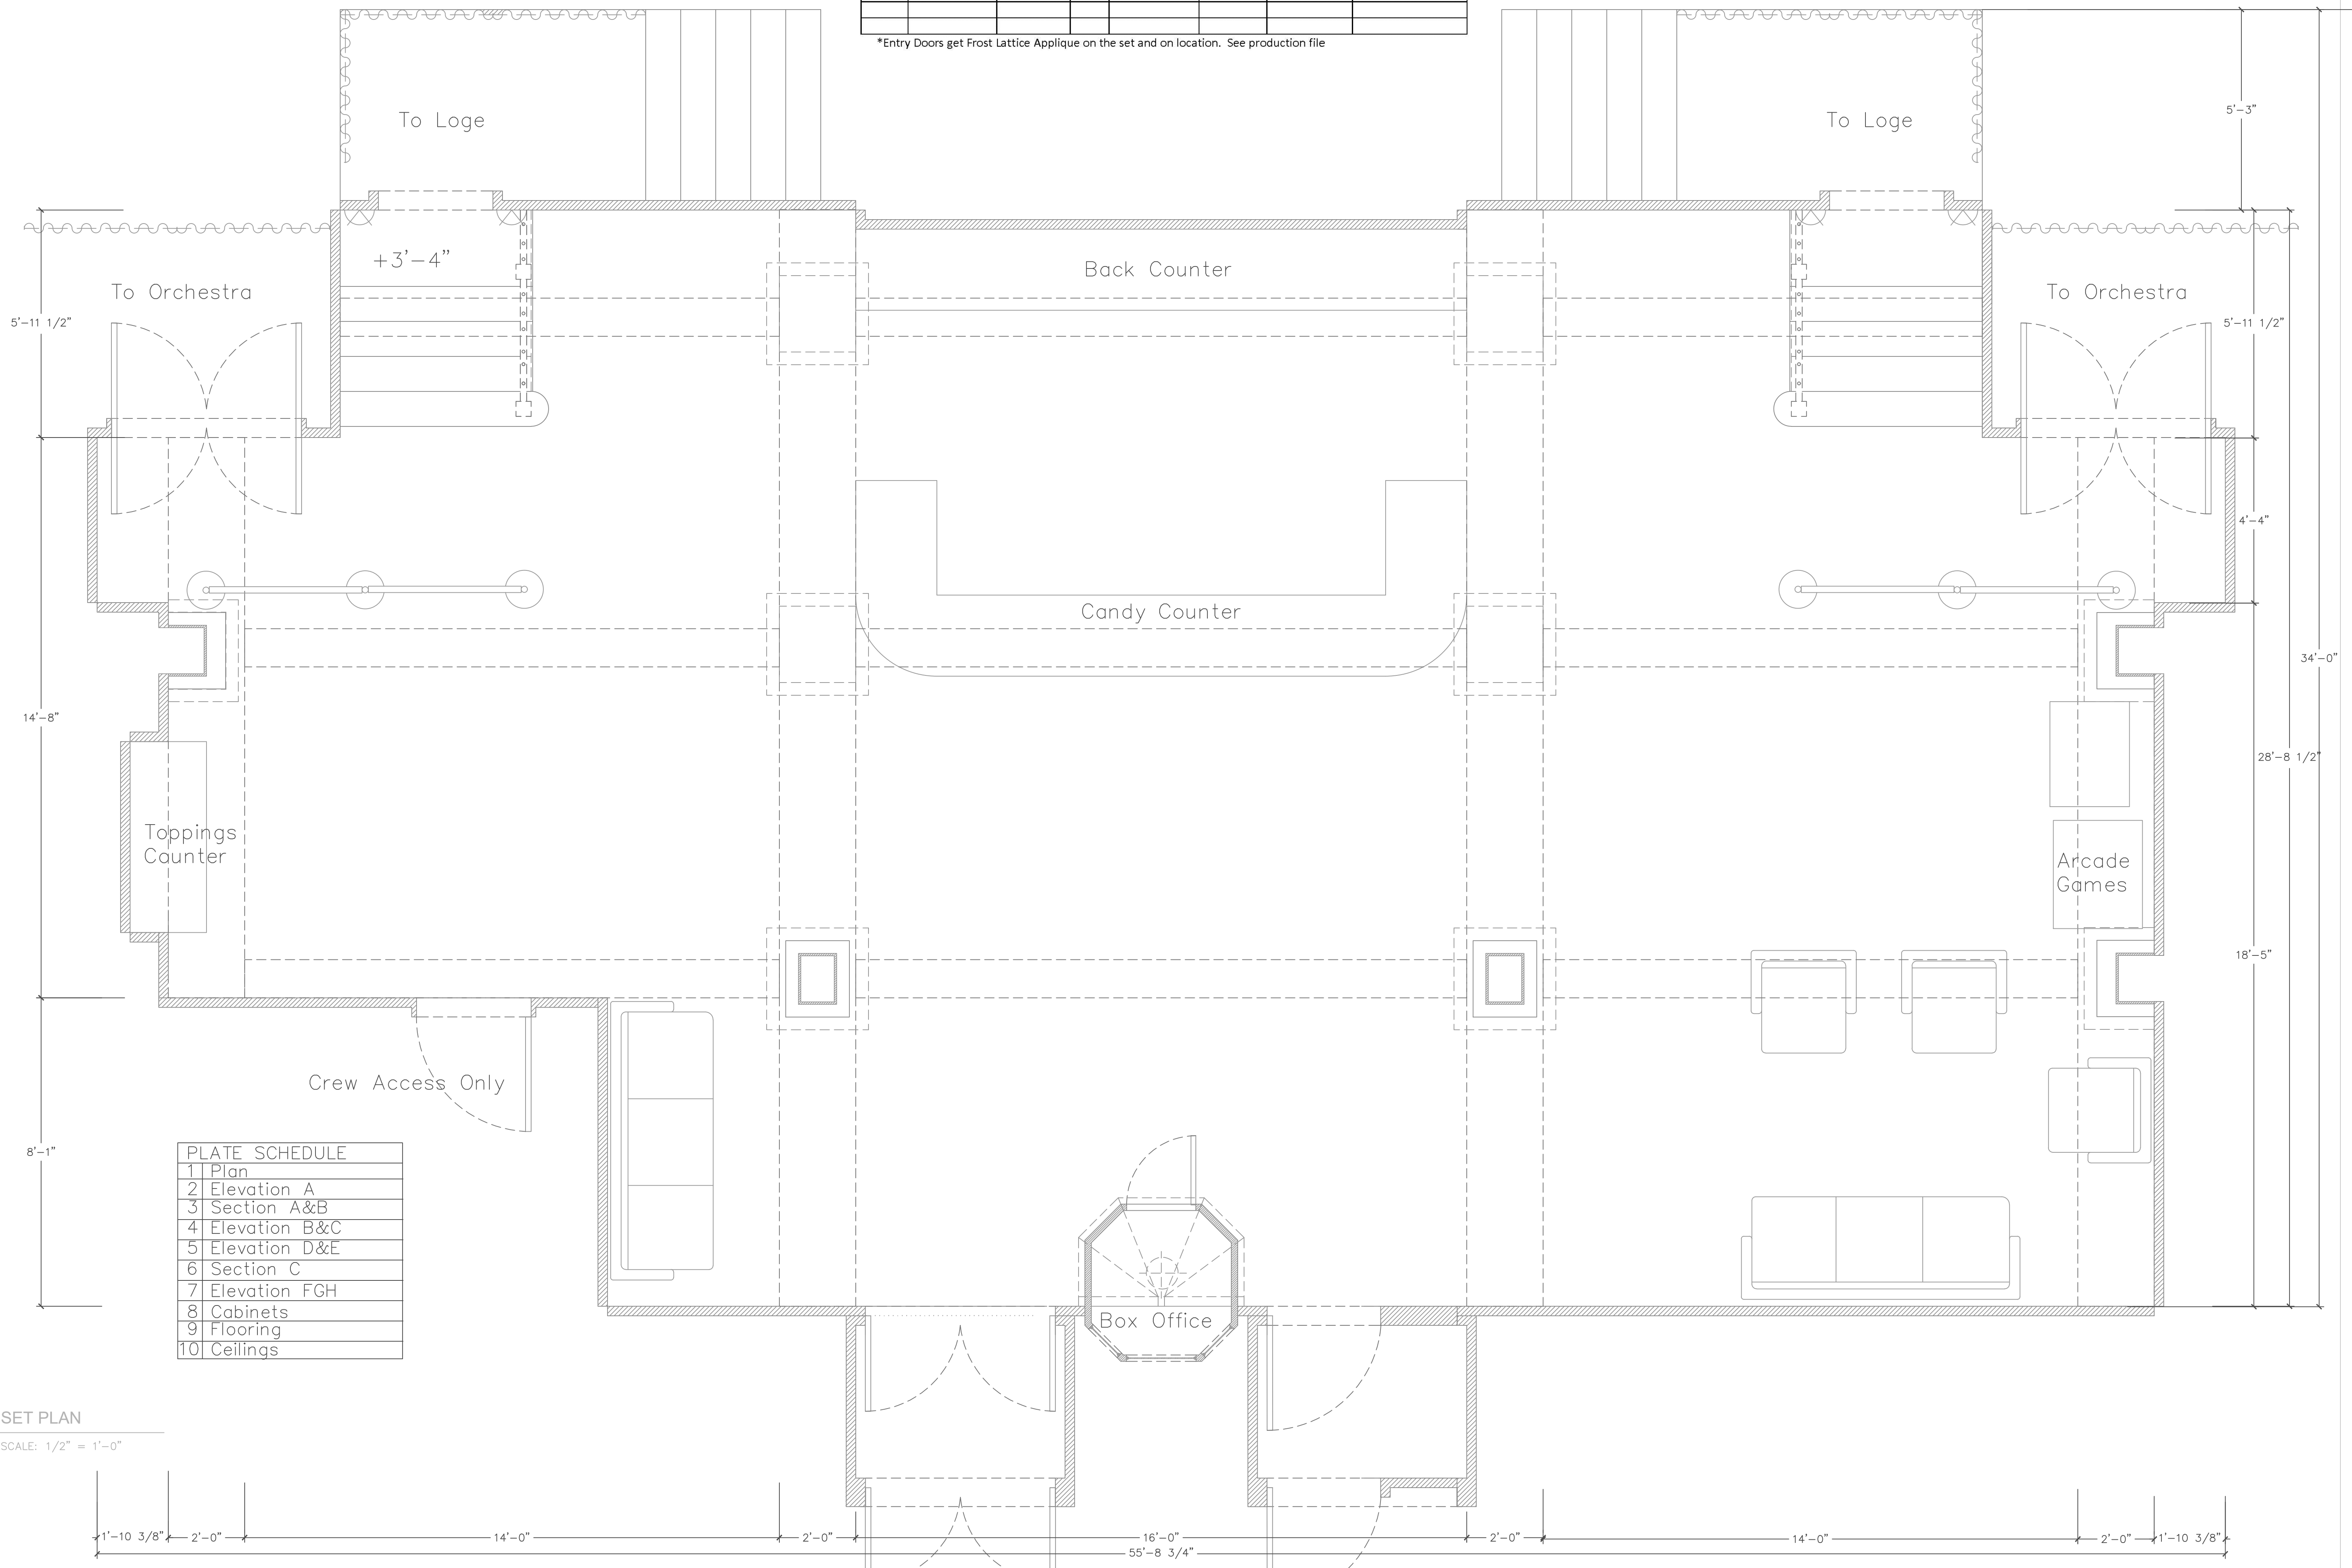 *Entry Doors get Frost Lattice Applique on the set and on location. See production file
To Loge
To Loge
5'-3"
+3'-4"
Back Counter
To Orchestra
To Orchestra
5'-11 1/2"
5'-11 1/2"
4'-4"
Candy Counter
34'-0"
14'-8"
28'-8 1/2"
Toppings
Counter
Arcade
Games
18'-5"
Crew Access Only
8'-1"
PLATE SCHEDULE
1 Plan
2 Elevation A
3 Section A&B
4 Elevation B&C
5 Elevation D&E
6 Section C
7 Elevation FGH
8 Cabinets
9 Flooring
10 Ceilings
Box Office
SET PLAN
SCALE: 1/2" = 1'-0"
1'-10 3/8" 2'-0" 14'-0" 2'-0" 16'-0" 2'-0" 14'-0" 2'-0" 1'-10 3/8"
55'-8 3/4"